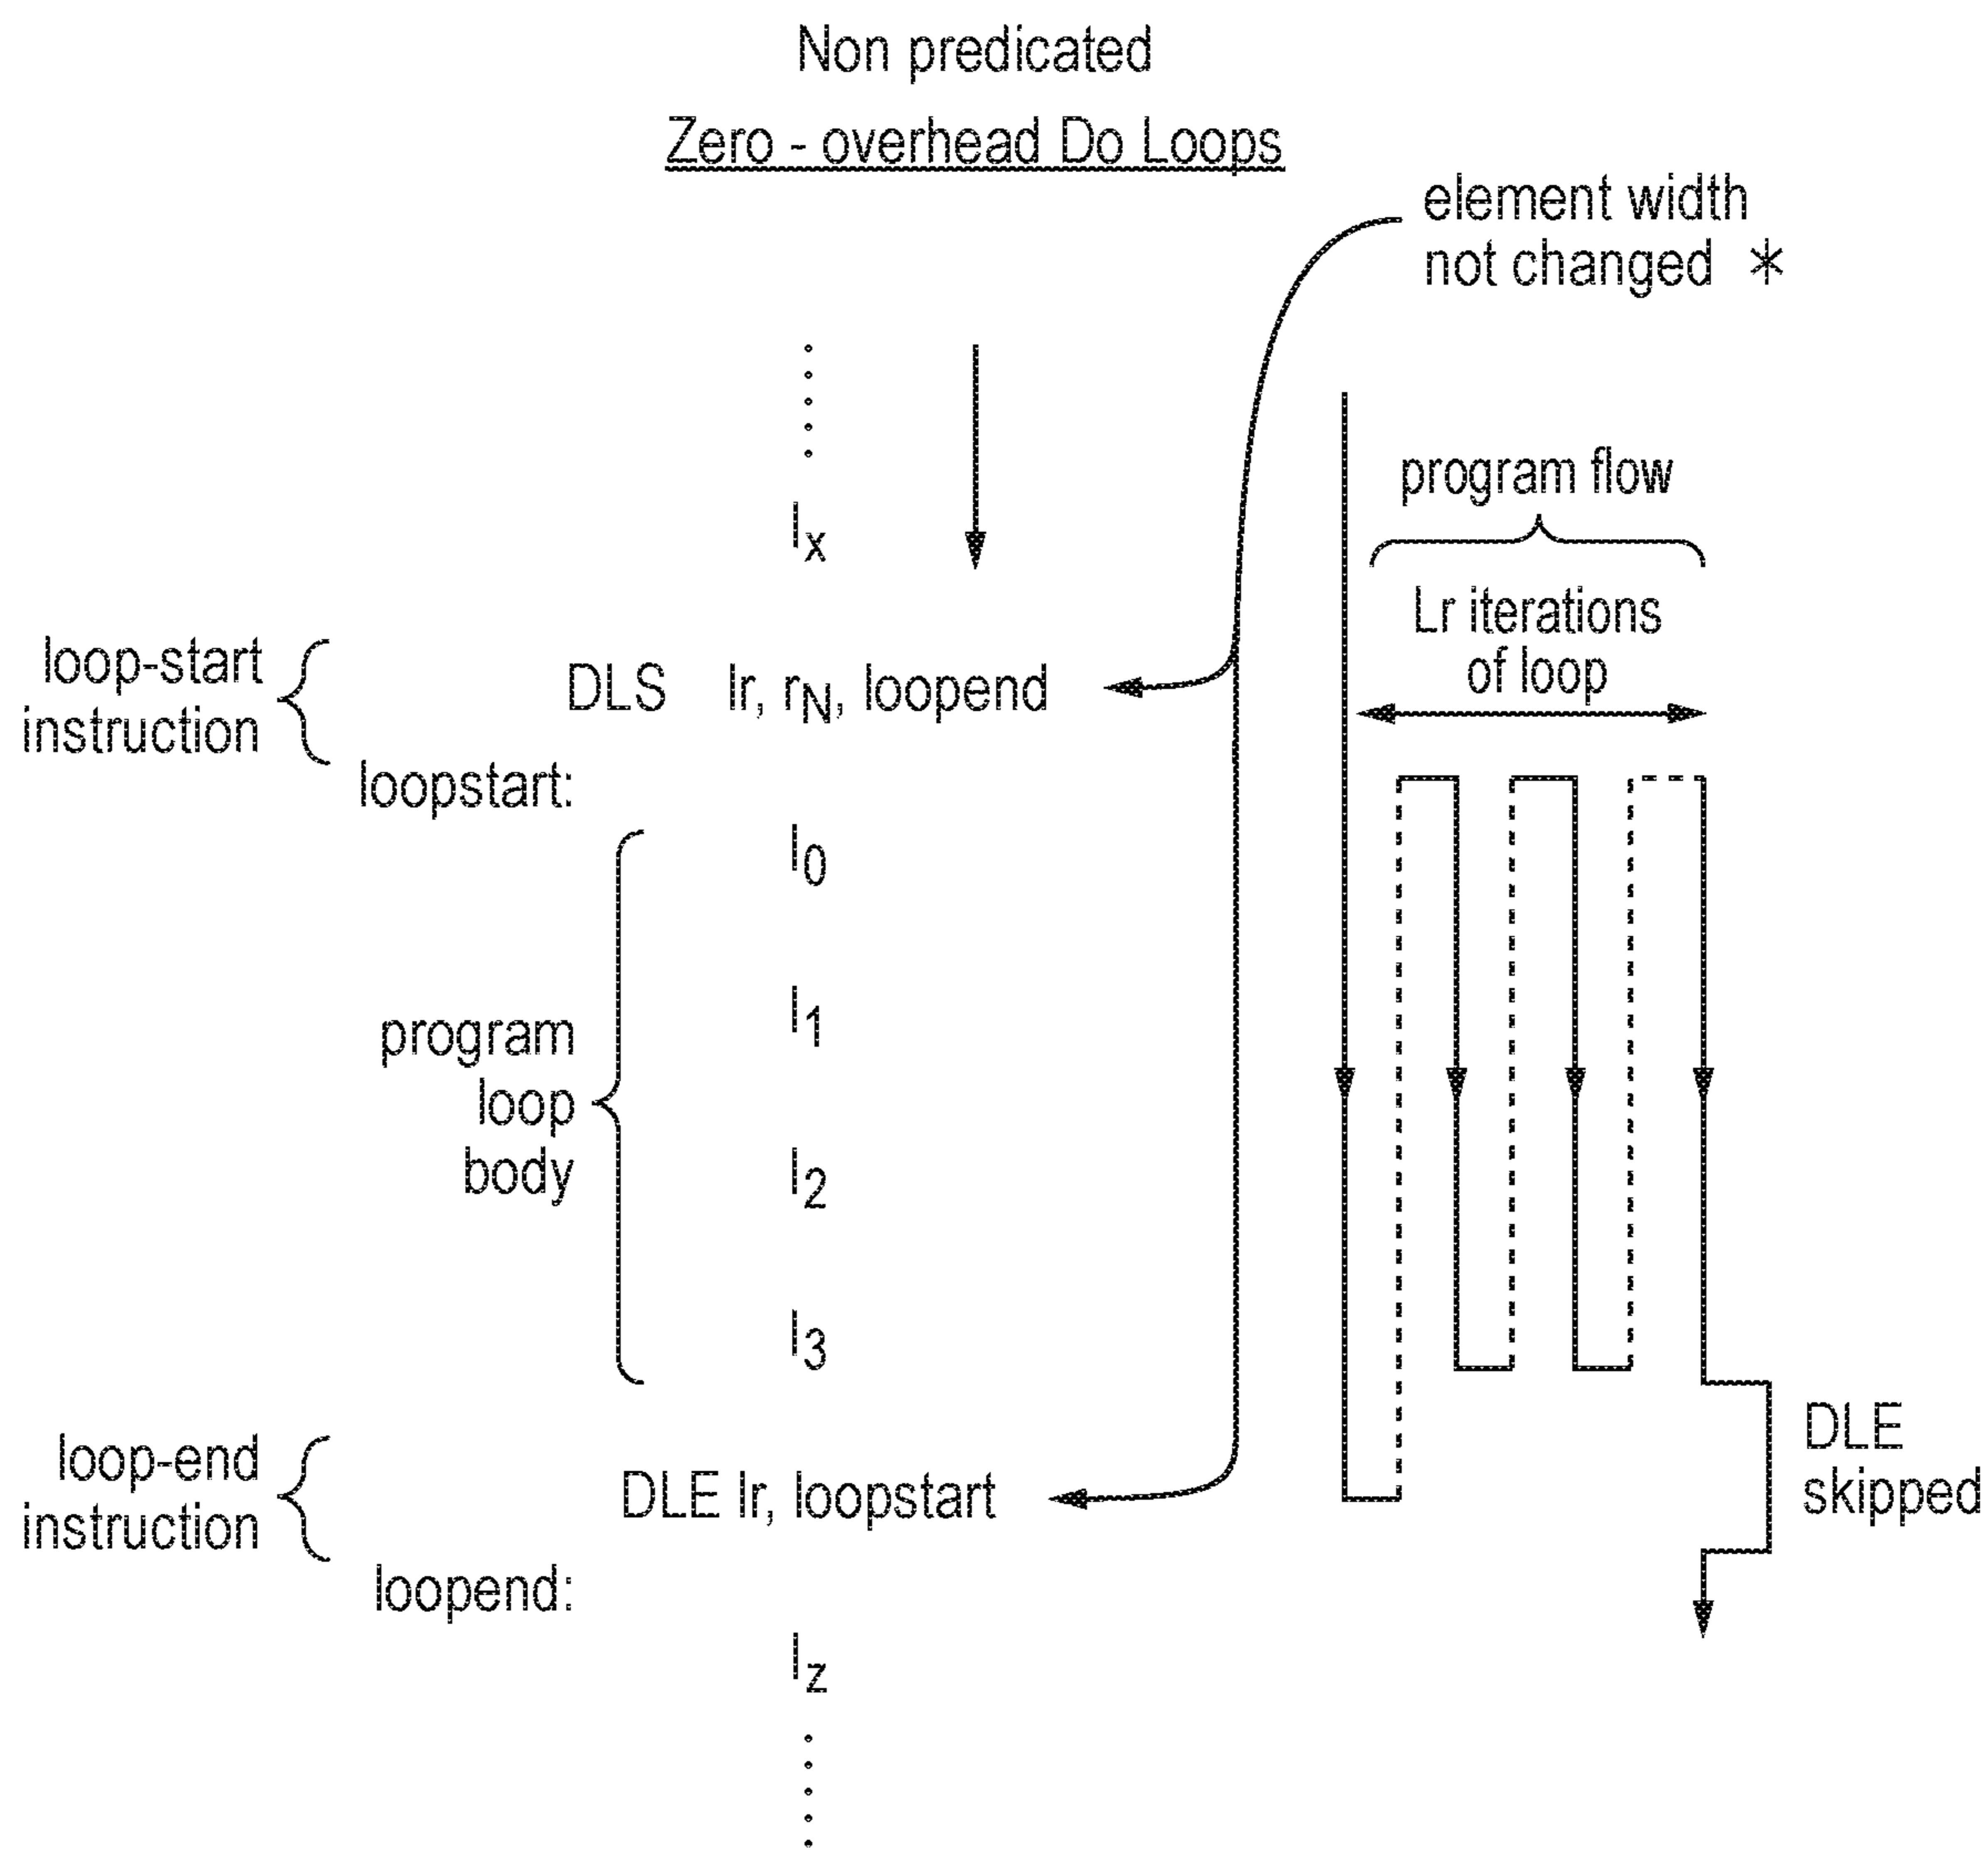 Non predicated
Zero - overhead Do Loops
element width
not changed *
Ix
program flow
Lr iterations
of loop
loop-start
instruction
DLS lr, rN, loopend
loopstart:
I0
program
loop
body
I1
I2
I3
loop-end
instruction
DLE lr, loopstart
DLE
skipped
loopend:
Iz